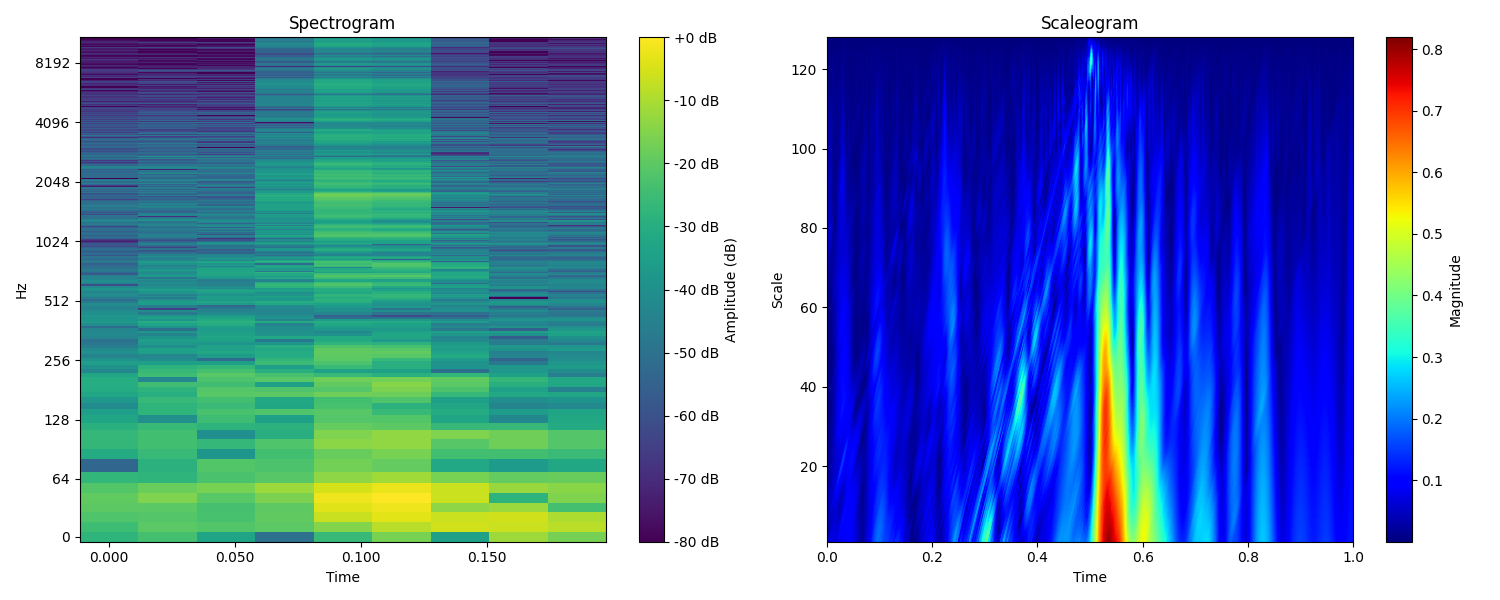 Spectrogram
Hz
8192
4096
2048
1024
512
256
128
64
0
0.000 0.050 0.100 0.150
Time
+0 dB
-10 dB
-20 dB
-30 dB
-40 dB
-50 dB
-60 dB
-70 dB
-80 dB
Amplitude (dB)
Scaleogram
Scale
120
100
80
60
40
20
0.0 0.2 0.4 0.6 0.8 1.0
Time
0.8
0.7
0.6
0.5
0.4
0.3
0.2
0.1
Magnitude